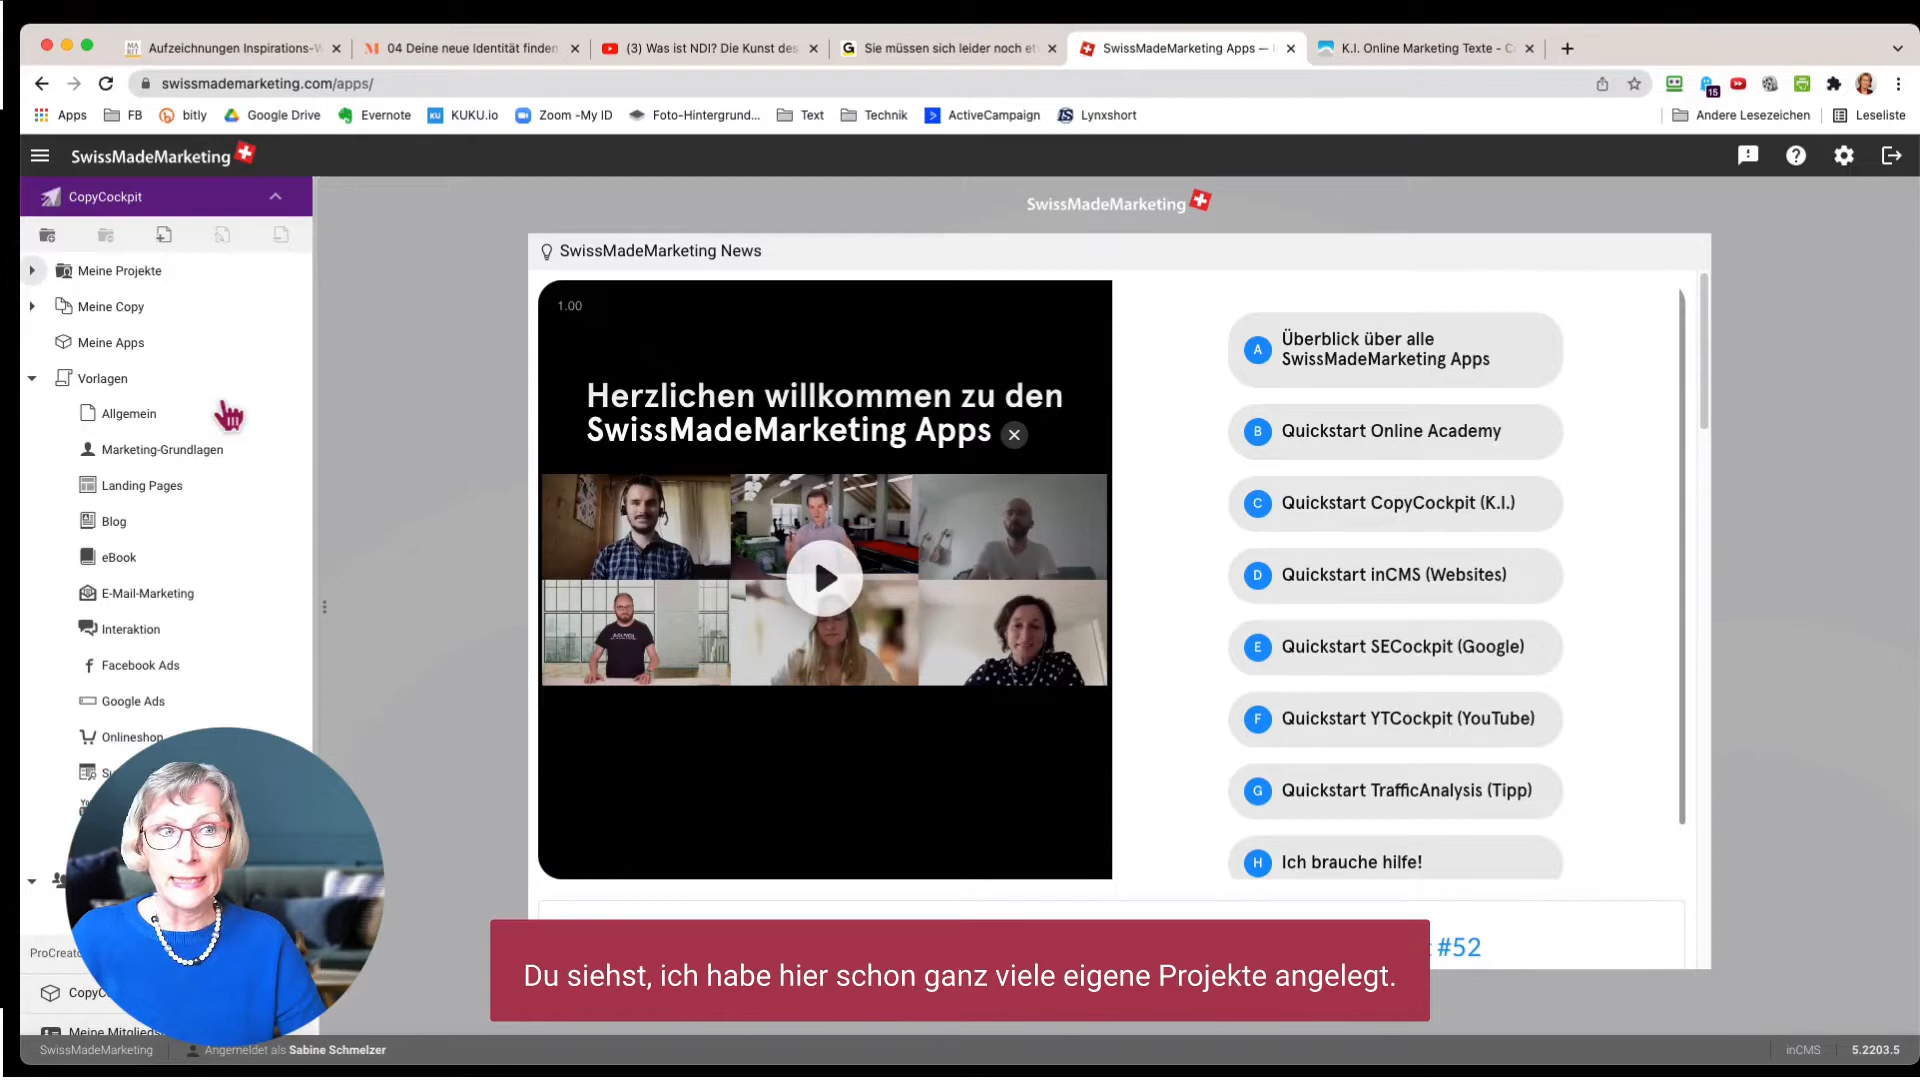 Aufzeichnungen Inspirations-W
04 Deine neue Identität finden
(3) Was ist NDI? Die Kunst des
Sie müssen sich leider noch et
SwissMadeMarketing Apps — I
K.I. Online Marketing Texte - C
swissmademarketing.com/apps/
15
Apps
FB
bitly
Google Drive
Evernote
KUKU.io
Zoom -My ID
Foto-Hintergrund...
Text
Technik
ActiveCampaign
Lynxshort
Andere Lesezeichen
Leseliste
SwissMadeMarketing
CopyCockpit
Meine Projekte
Meine Copy
Meine Apps
Vorlagen
Allgemein
Marketing-Grundlagen
Landing Pages
Blog
eBook
E-Mail-Marketing
Interaktion
Facebook Ads
Google Ads
Onlineshop
ProCreato
CopyC
Meine Mitglieds
SwissMadeMarketing
SwissMadeMarketing News
1.00
Herzlichen willkommen zu den
SwissMadeMarketing Apps
A Überblick über alle
SwissMadeMarketing Apps
B Quickstart Online Academy
C Quickstart CopyCockpit (K.I.)
D Quickstart inCMS (Websites)
E Quickstart SECockpit (Google)
F Quickstart YTCockpit (YouTube)
G Quickstart TrafficAnalysis (Tipp)
H Ich brauche hilfe!
#52
Du siehst, ich habe hier schon ganz viele eigene Projekte angelegt.
SwissMadeMarketing
Angemeldet als Sabine Schmelzer
inCMS
5.2203.5